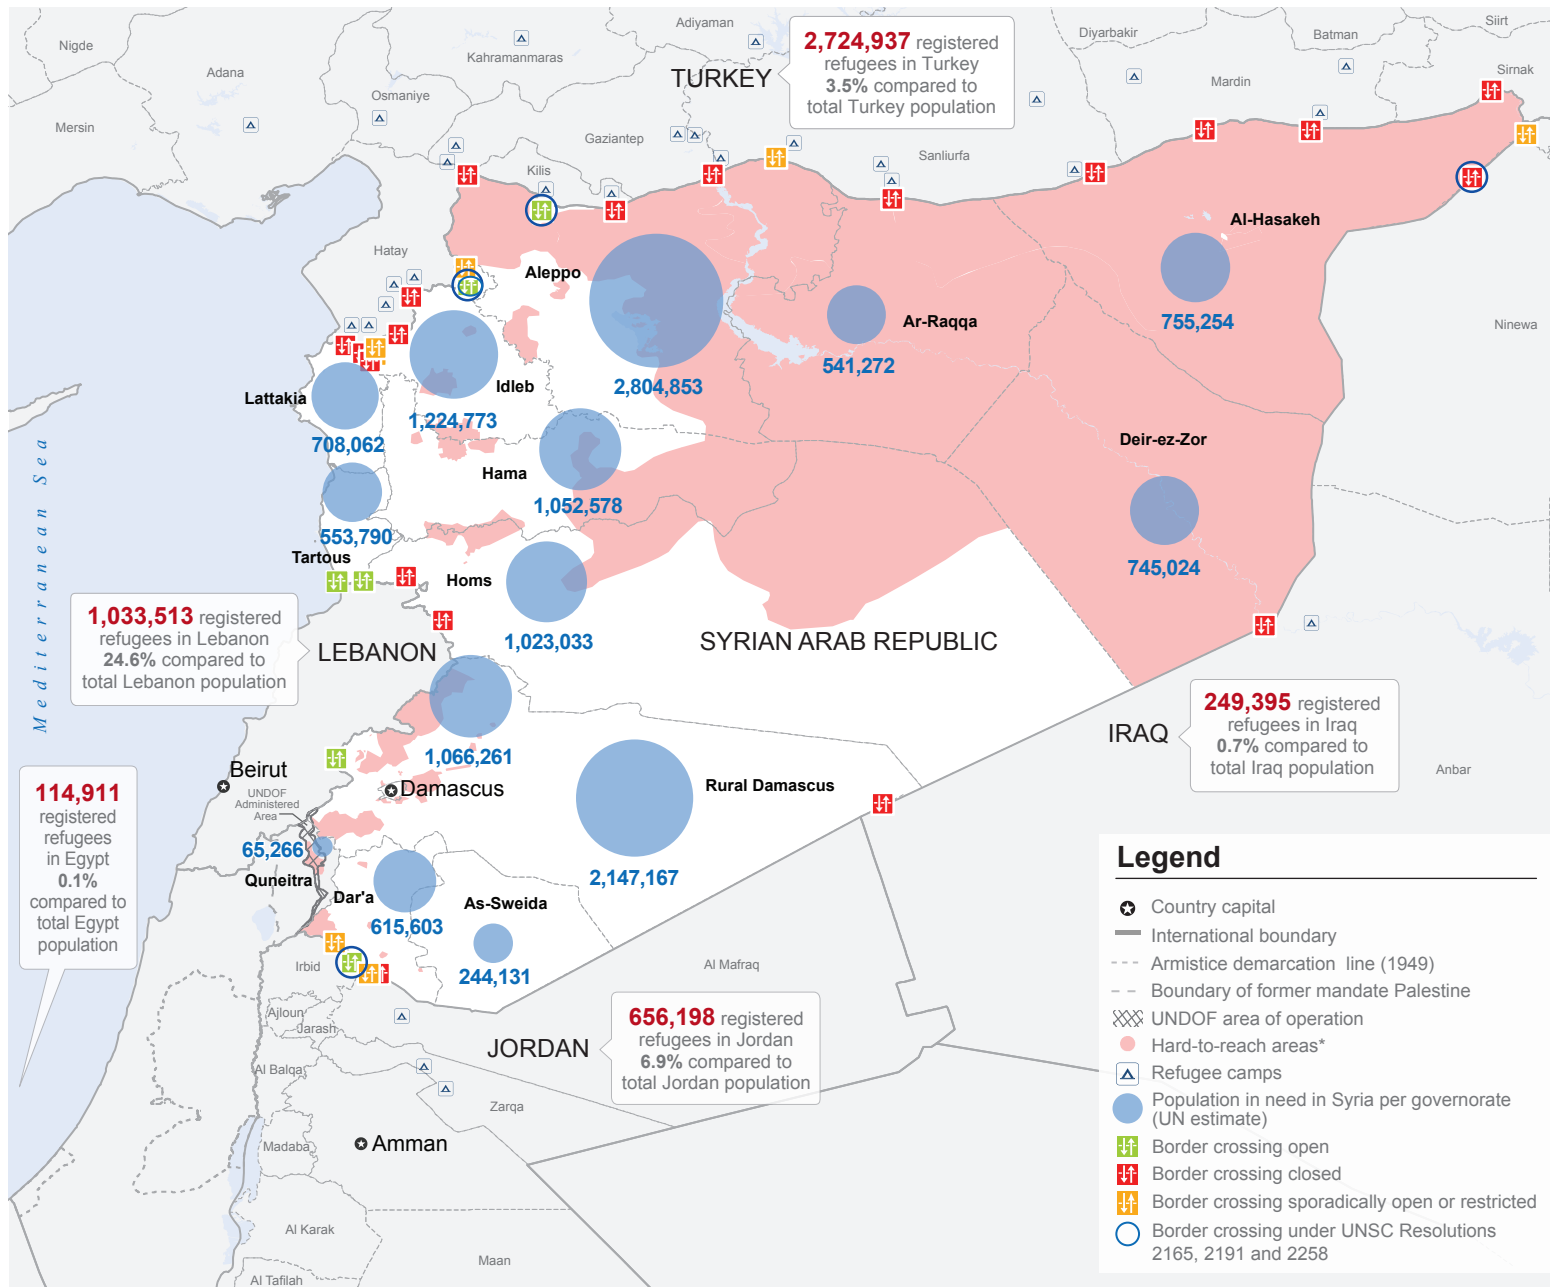 Nigde
Adana
Mersin
Kahramanmaras
Osmaniye
Adiyaman
Gaziantep
Kilis
Hatay
TURKEY
2,724,937 registered
refugees in Turkey
3.5% compared to
total Turkey population
Diyarbakir
Batman
Siirt
Mardin
Sirnak
Sanliurfa
Ninewa
Aleppo
2,804,853
Ar-Raqqa
541,272
Al-Hasakeh
755,254
Idleb
1,224,773
Lattakia
708,062
Hama
1,052,578
Deir-ez-Zor
745,024
553,790
Tartous
Homs
1,023,033
SYRIAN ARAB REPUBLIC
Mediterranean Sea
1,033,513 registered
refugees in Lebanon
24.6% compared to
total Lebanon population
LEBANON
1,066,261
IRAQ
249,395 registered
refugees in Iraq
0.7% compared to
total Iraq population
Anbar
Beirut
UNDOF
Administered
Area
Damascus
Rural Damascus
2,147,167
114,911
registered
refugees
in Egypt
0.1%
compared to
total Egypt
population
65,266
Quneitra
Dar'a
615,603
As-Sweida
244,131
Irbid
Al Mafraq
Ajloun
Jarash
JORDAN
656,198 registered
refugees in Jordan
6.9% compared to
total Jordan population
Al Balqa
Zarqa
Amman
Madaba
Al Karak
Maan
Al Tafilah
Legend
Country capital
International boundary
Armistice demarcation line (1949)
Boundary of former mandate Palestine
UNDOF area of operation
Hard-to-reach areas*
Refugee camps
Population in need in Syria per governorate
(UN estimate)
Border crossing open
Border crossing closed
Border crossing sporadically open or restricted
Border crossing under UNSC Resolutions
2165, 2191 and 2258